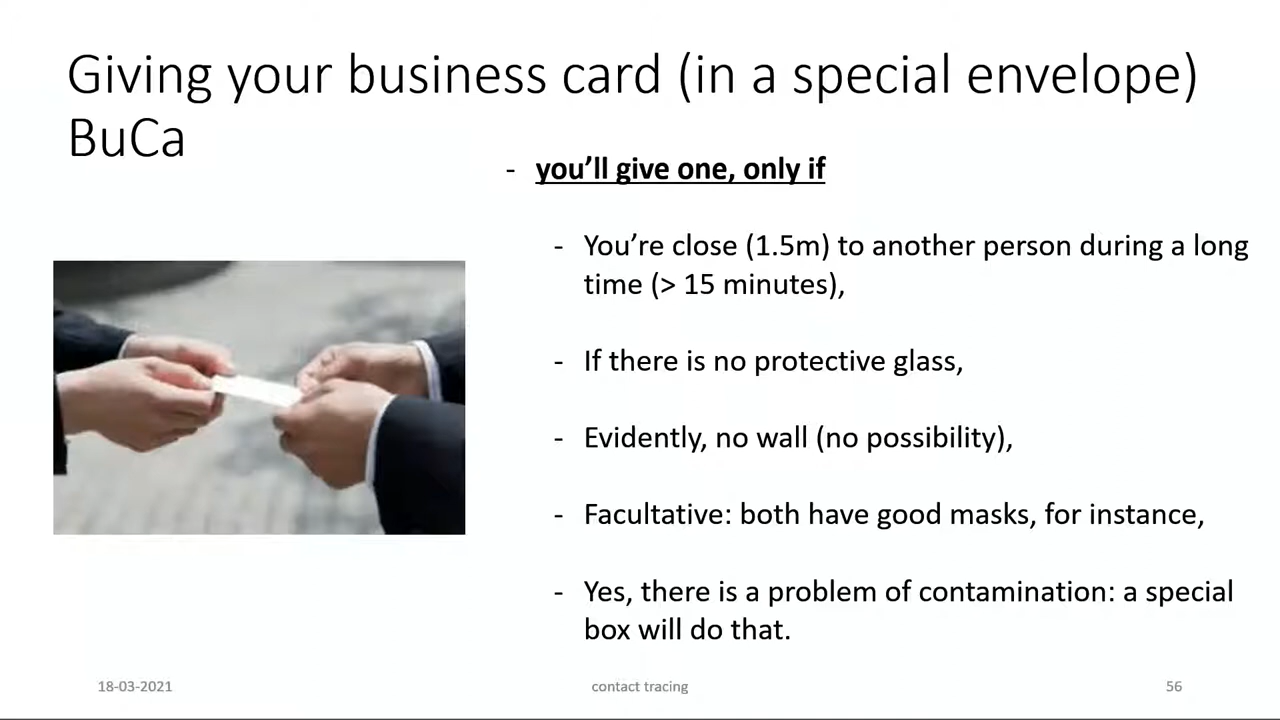 Giving your business card (in a special envelope)
BuCa
- you’ll give one, only if
- You’re close (1.5m) to another person during a long
time (> 15 minutes),
- If there is no protective glass,
- Evidently, no wall (no possibility),
- Facultative: both have good masks, for instance,
- Yes, there is a problem of contamination: a special
box will do that.
18-03-2021
contact tracing
56